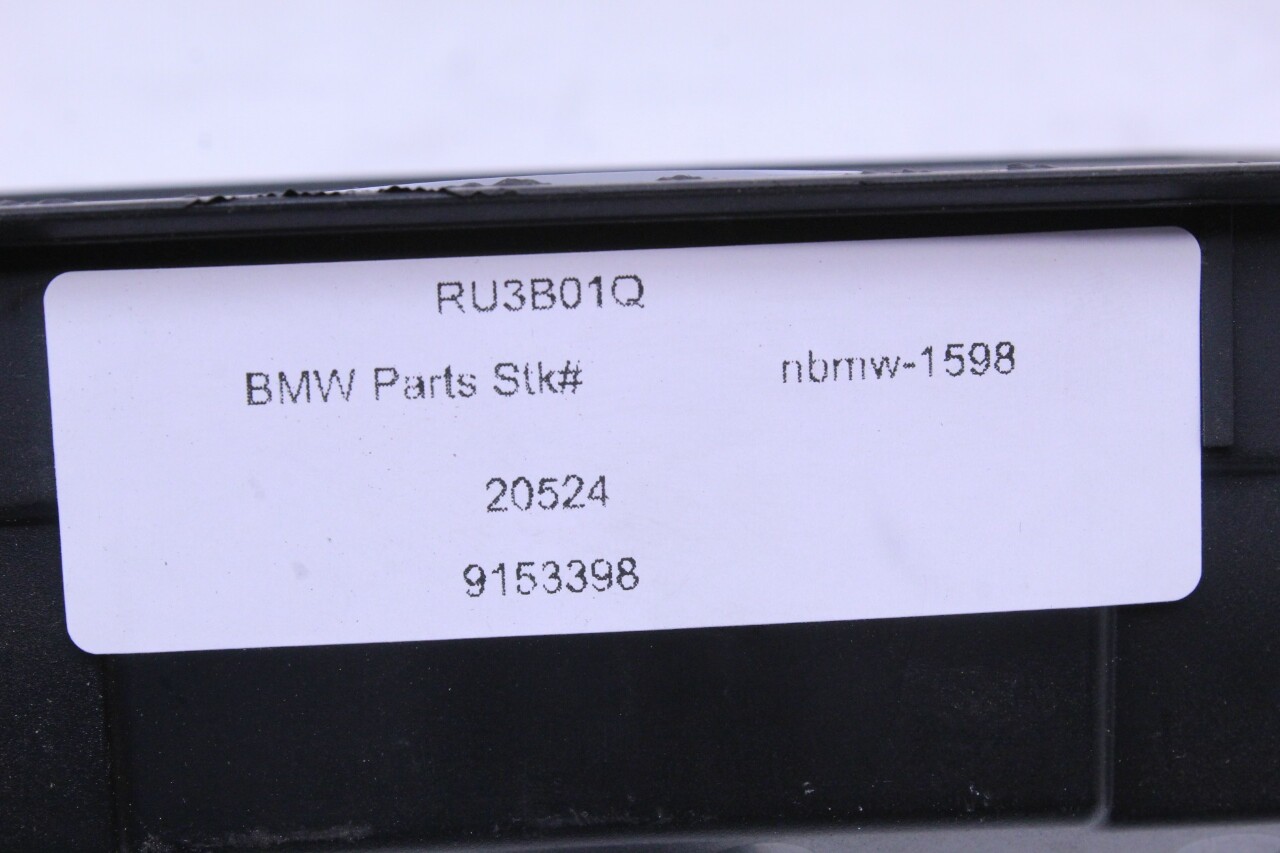 RU3B01Q
BMW Parts Stk# nbmw-1598
20524
9153398